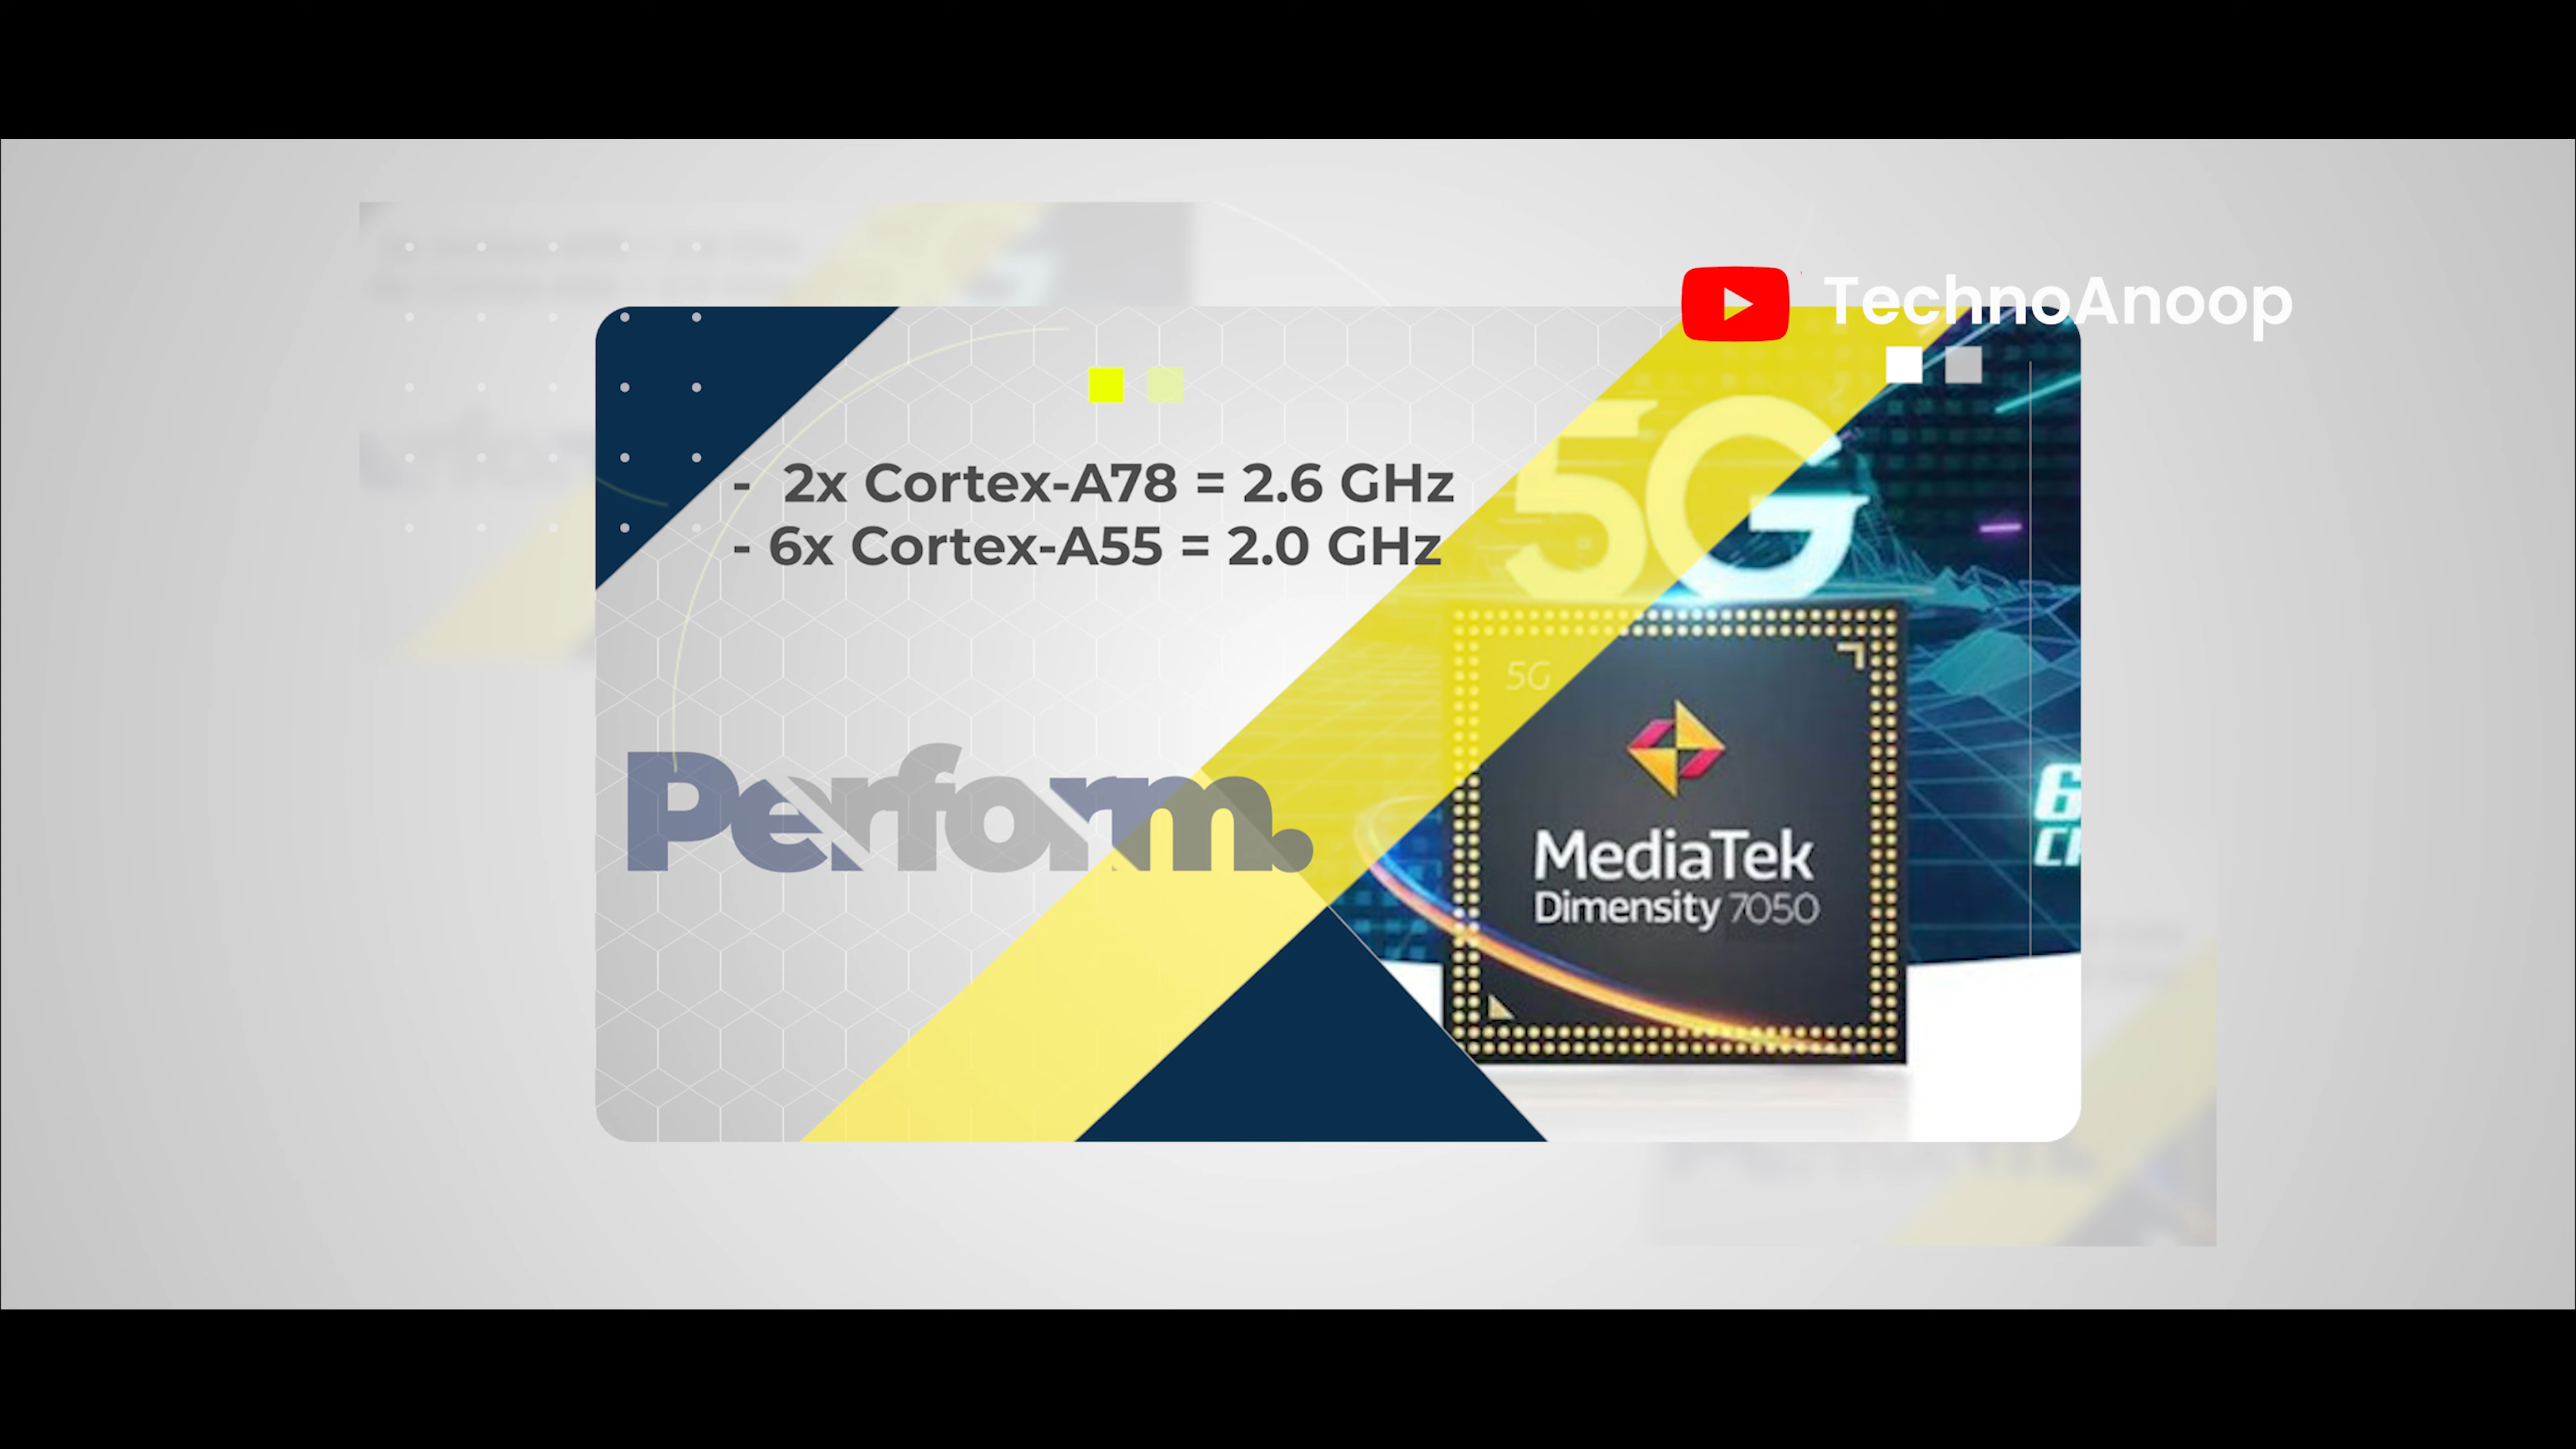 TechnoAnoop
- 2x Cortex-A78 = 2.6 GHz
- 6x Cortex-A55 = 2.0 GHz
5G
5G
Perform.
MediaTek
Dimensity 7050